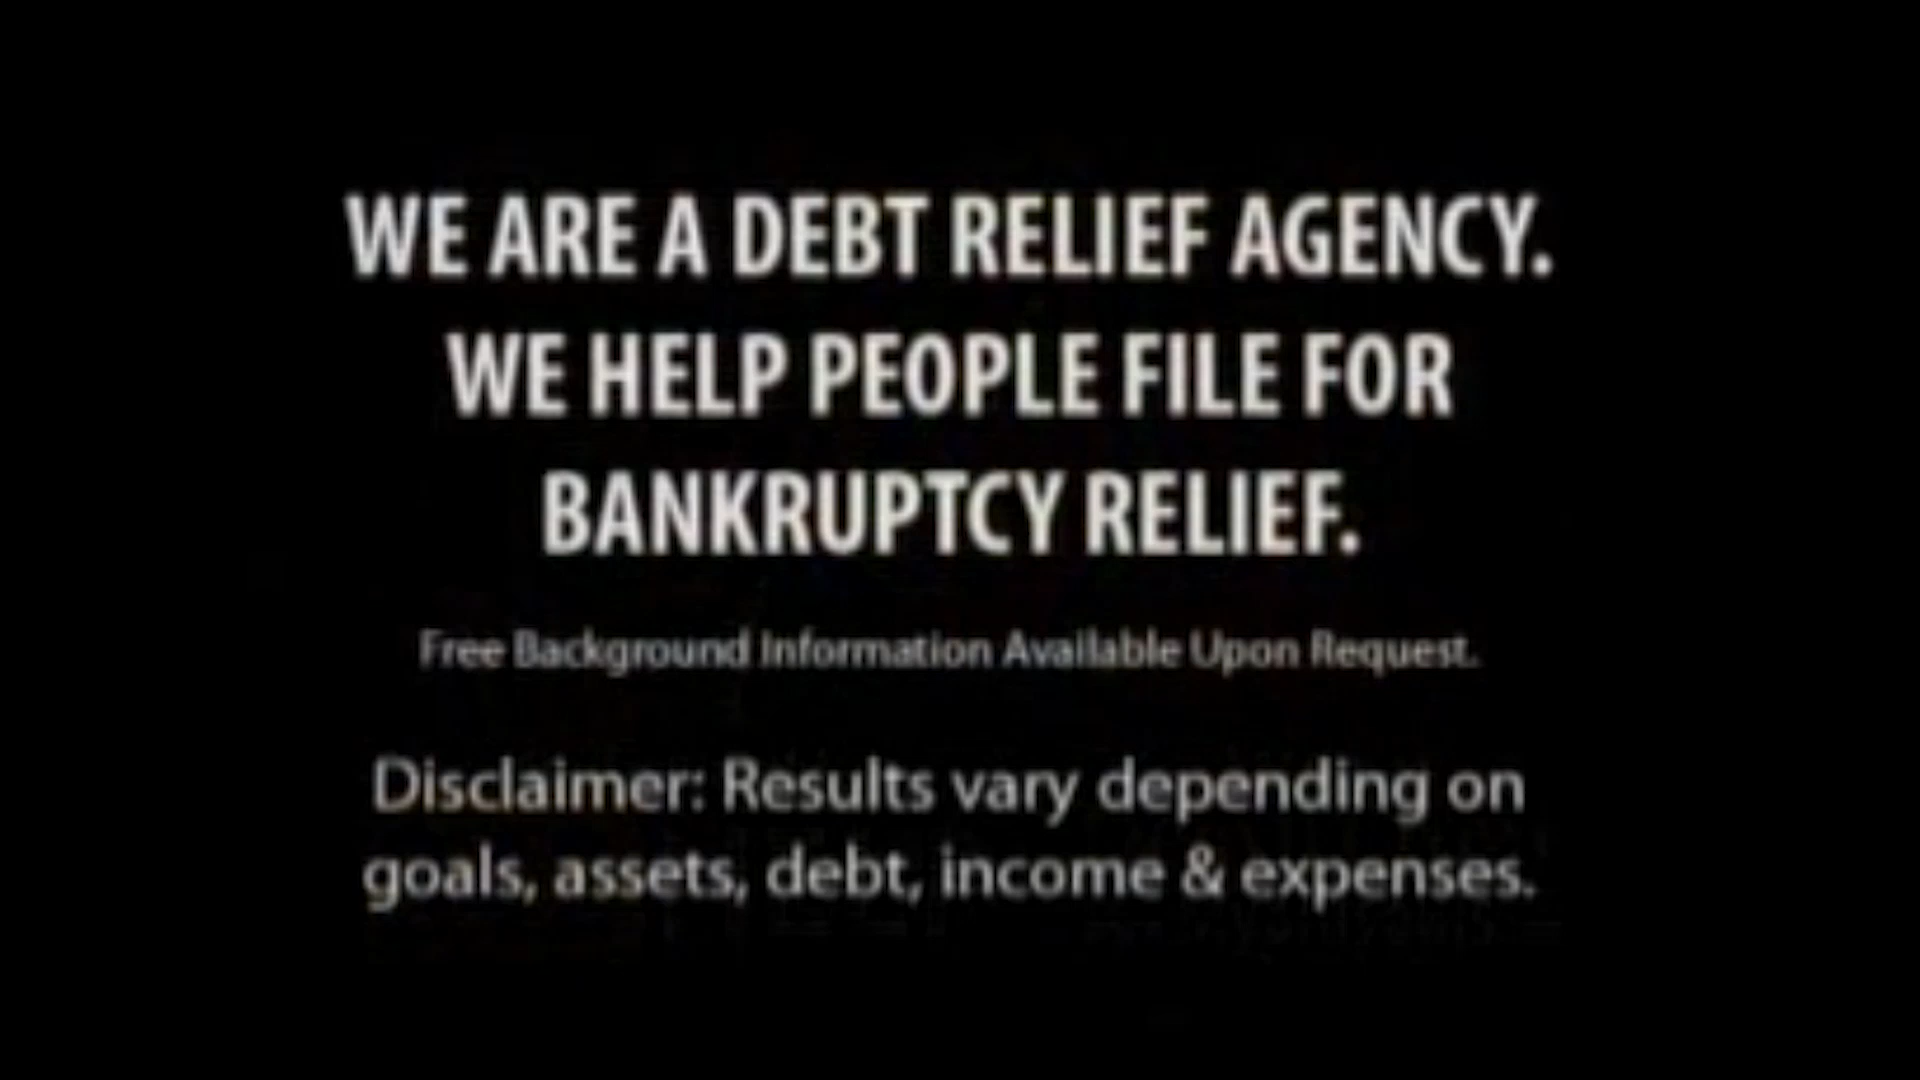 WE ARE A DEBT RELIEF AGENCY.
WE HELP PEOPLE FILE FOR
BANKRUPTCY RELIEF.
Free Background Information Available Upon Request.
Disclaimer: Results vary depending on
goals, assets, debt, income & expenses.